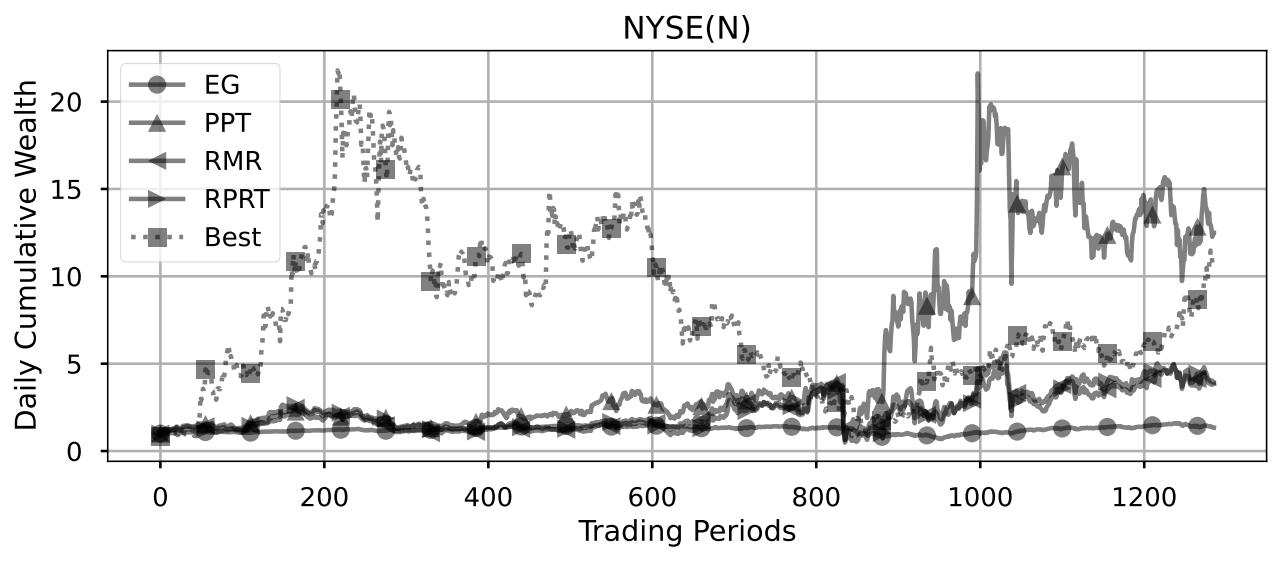 NYSE(N)
Daily Cumulative Wealth
20
15
10
5
0
EG
PPT
RMR
RPRT
Best
0 200 400 600 800 1000 1200
Trading Periods